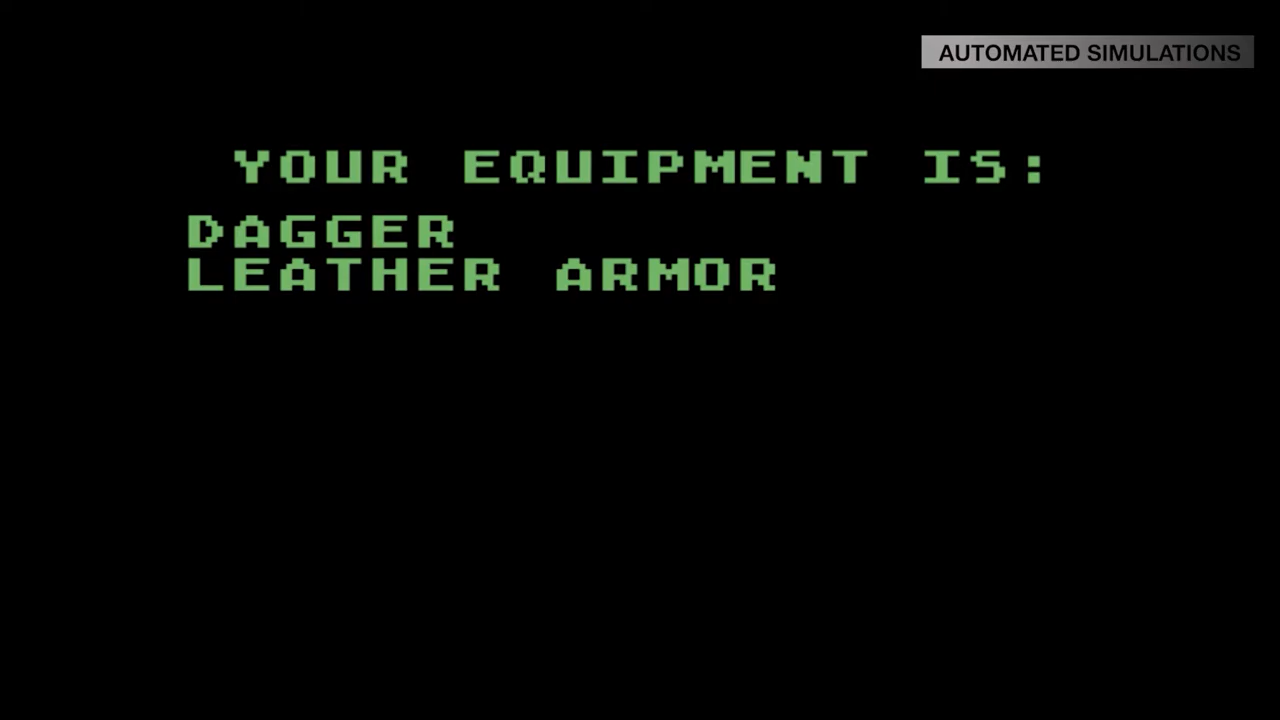 AUTOMATED SIMULATIONS
YOUR EQUIPMENT IS:
DAGGER
LEATHER ARMOR